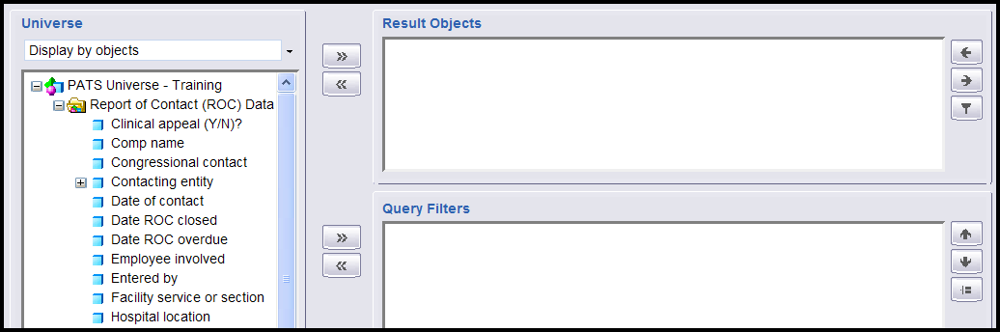 Universe
Display by objects
PATS Universe - Training
Report of Contact (ROC) Data
Clinical appeal (Y/N)?
Comp name
Congressional contact
Contacting entity
Date of contact
Date ROC closed
Date ROC overdue
Employee involved
Entered by
Facility service or section
Hospital location
Result Objects
Query Filters